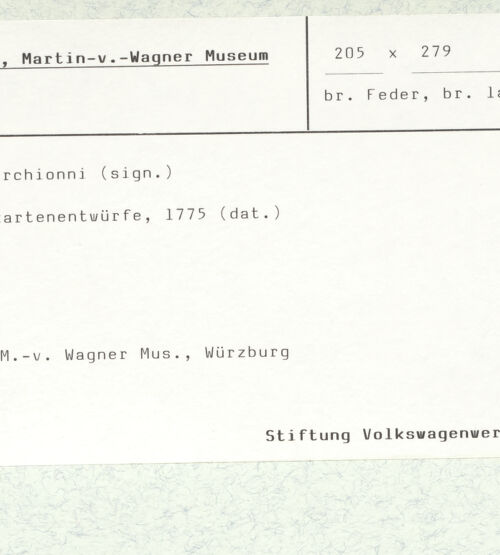 , Martin-v.-Wagner Museum
205 x 279
br. Feder, br. la
rchionni (sign.)
artenentwürfe, 1775 (dat.)
M.-v. Wagner Mus., Würzburg
Stiftung Volkswagenwer